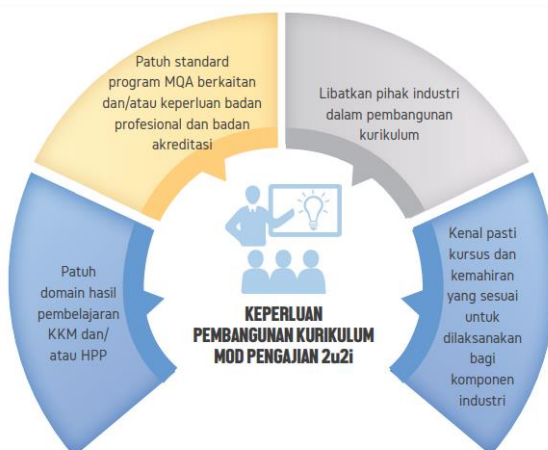 Patuh standard
program MQA berkaitan
dan/atau keperluan badan
profesional dan badan
akreditasi
Libatkan pihak industri
dalam pembangunan
kurikulum
Patuh
domain hasil
pembelajaran
KKM dan/
atau HPP
Kenal pasti
kursus dan
kemahiran
yang sesuai
untuk
dilaksanakan
bagi
komponen
industri
KEPERLUAN
PEMBANGUNAN KURIKULUM
MOD PENGAJIAN 2u2i